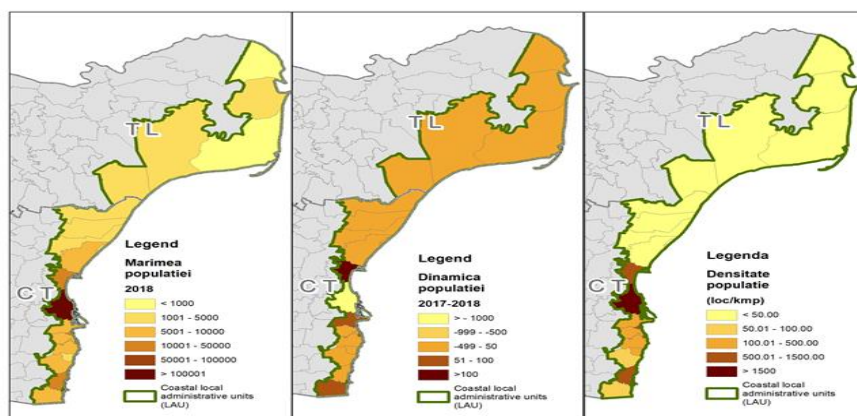 TL
CT
Legend
Marimea
populatiei
2018
< 1000
1001 - 5000
5001 - 10000
10001 - 50000
50001 - 100000
> 100001
Coastal local
administrative units
(LAU)
TL
CT
Legend
Dinamica
populatiei
2017-2018
> - 1000
-999 - -500
-499 - 50
51 - 100
>100
Coastal local
administrative units
(LAU)
TL
CT
Legenda
Densitate
populatie
(loc/kmp)
< 50.00
50.01 - 100.00
100.01 - 500.00
500.01 - 1500.00
> 1500
Coastal local
administrative units
(LAU)